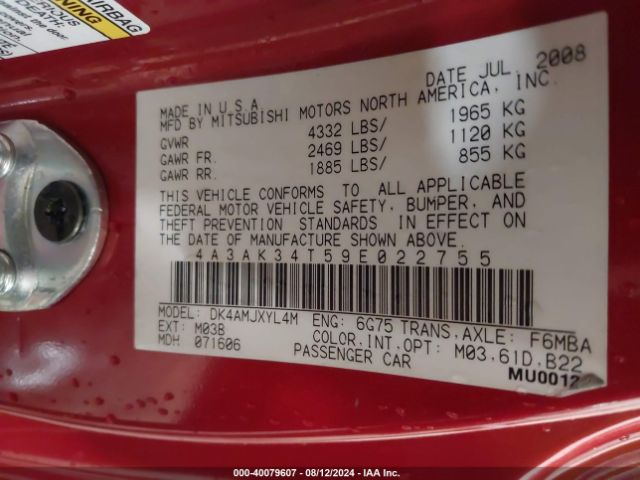 AIRBAG
WARNING
DEATH:
DATE JUL 2008
MADE IN U.S.A.
MFD BY MITSUBISHI MOTORS NORTH AMERICA, INC.
GVWR 4332 LBS/ 1965 KG
GAWR FR. 2469 LBS/ 1120 KG
GAWR RR. 1885 LBS/ 855 KG
THIS VEHICLE CONFORMS TO ALL APPLICABLE
FEDERAL MOTOR VEHICLE SAFETY, BUMPER, AND
THEFT PREVENTION STANDARDS IN EFFECT ON
THE DATE OF MANUFACTURE SHOWN ABOVE.
4A3AK34T59E022755
MODEL: DK4AMJXYL4M ENG: 6G75 TRANS,AXLE: F6MBA
EXT: M03B COLOR,INT,OPT: M03,61D,B22
MDH 071606 PASSENGER CAR
MU0012
000-40079607 - 08/12/2024 - IAA Inc.